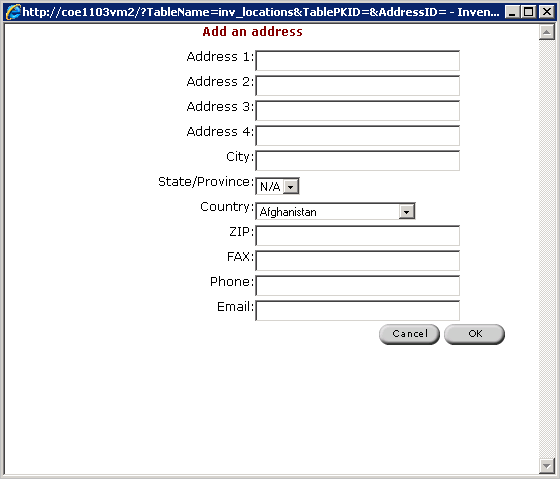 http://coe1103vm2/?TableName=inv_locations&TablePKID=&AddressID= - Inven...
Add an address
Address 1:
Address 2:
Address 3:
Address 4:
City:
State/Province: N/A
Country: Afghanistan
ZIP:
FAX:
Phone:
Email:
Cancel OK